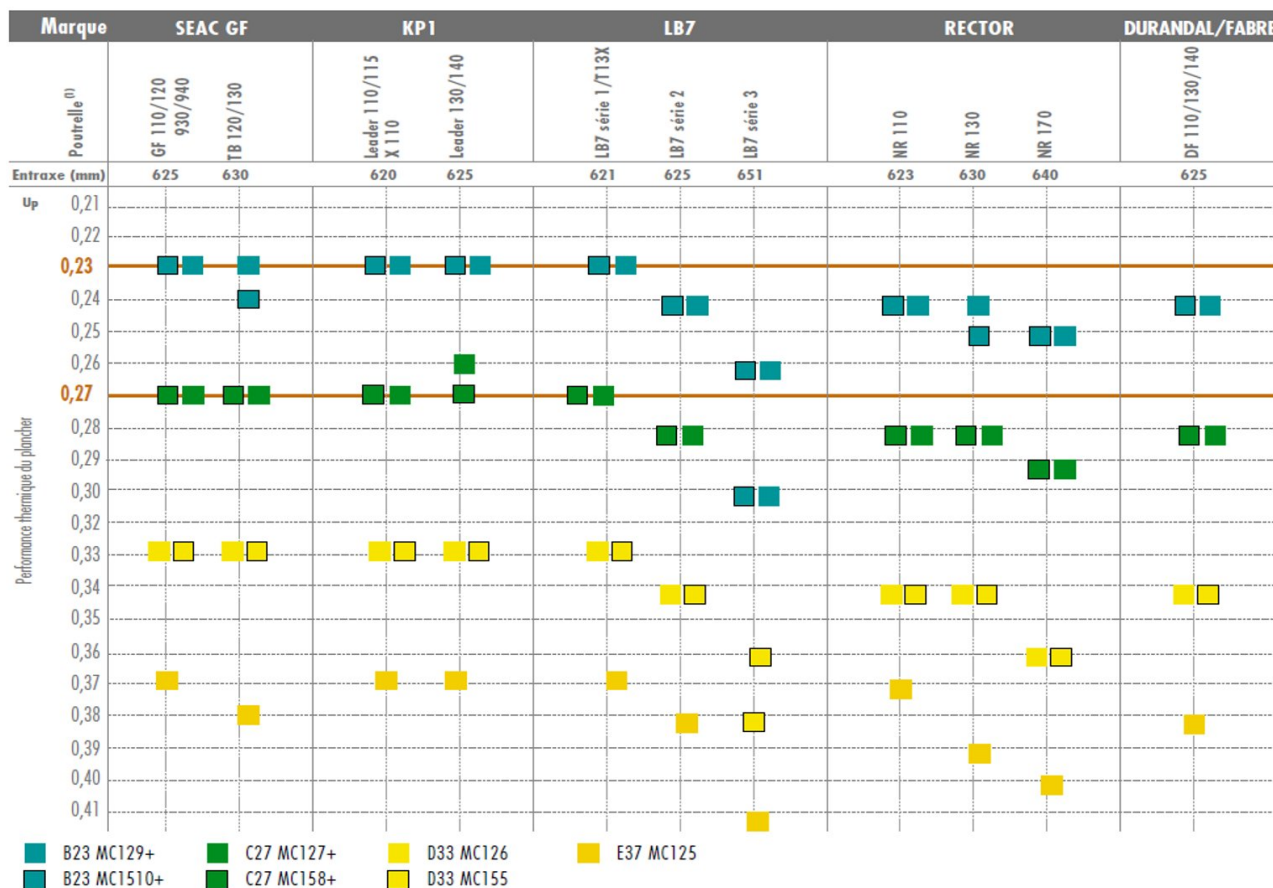 Marque SEAC GF KP1 LB7 RECTOR DURANDAL/FABRE
Poutrelle (1)
GF 110/120
930/940
TB 120/130
Leader 110/115
X 110
Leader 130/140
LB7 série 1/T13X
LB7 série 2
LB7 série 3
NR 110
NR 130
NR 170
DF 110/130/140
Entraxe (mm) 625 630 620 625 621 625 651 623 630 640 625
Up 0,21
0,22
0,23
0,24
0,25
0,26
0,27
0,28
0,29
0,30
0,32
0,33
0,34
0,35
0,36
0,37
0,38
0,39
0,40
0,41
Performance thermique du plancher
B23 MC129+ C27 MC127+ D33 MC126 E37 MC125
B23 MC1510+ C27 MC158+ D33 MC155